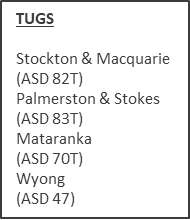 TUGS
Stockton & Macquarie
(ASD 82T)
Palmerston & Stokes
(ASD 83T)
Mataranka
(ASD 70T)
Wyong
(ASD 47)